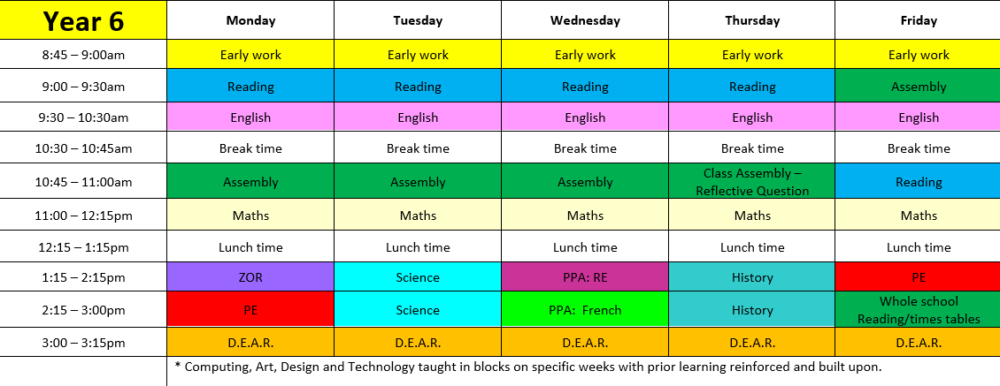 Year 6 Monday Tuesday Wednesday Thursday Friday
8:45 – 9:00am Early work Early work Early work Early work Early work
9:00 – 9:30am Reading Reading Reading Reading Assembly
9:30 – 10:30am English English English English English
10:30 – 10:45am Break time Break time Break time Break time Break time
10:45 – 11:00am Assembly Assembly Assembly Class Assembly – Reflective Question Reading
11:00 – 12:15pm Maths Maths Maths Maths Maths
12:15 – 1:15pm Lunch time Lunch time Lunch time Lunch time Lunch time
1:15 – 2:15pm ZOR Science PPA: RE History PE
2:15 – 3:00pm PE Science PPA: French History Whole school Reading/times tables
3:00 – 3:15pm D.E.A.R. D.E.A.R. D.E.A.R. D.E.A.R. D.E.A.R.
* Computing, Art, Design and Technology taught in blocks on specific weeks with prior learning reinforced and built upon.